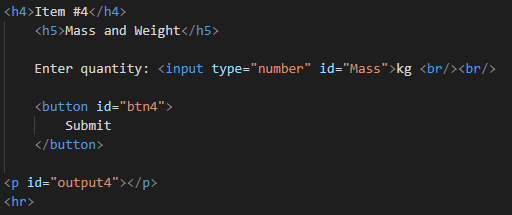 <h4>Item #4</h4>
<h5>Mass and Weight</h5>
Enter quantity: <input type="number" id="Mass">kg <br/><br/>
<button id="btn4">
Submit
</button>
<p id="output4"></p>
<hr>